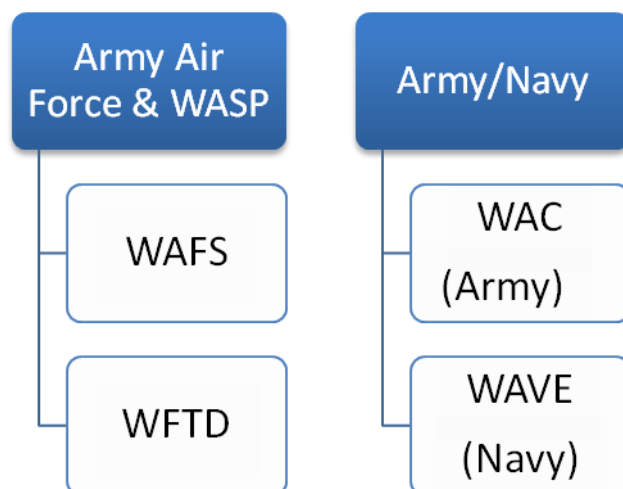 Army Air
Force & WASP
WAFS
WFTD
Army/Navy
WAC
(Army)
WAVE
(Navy)